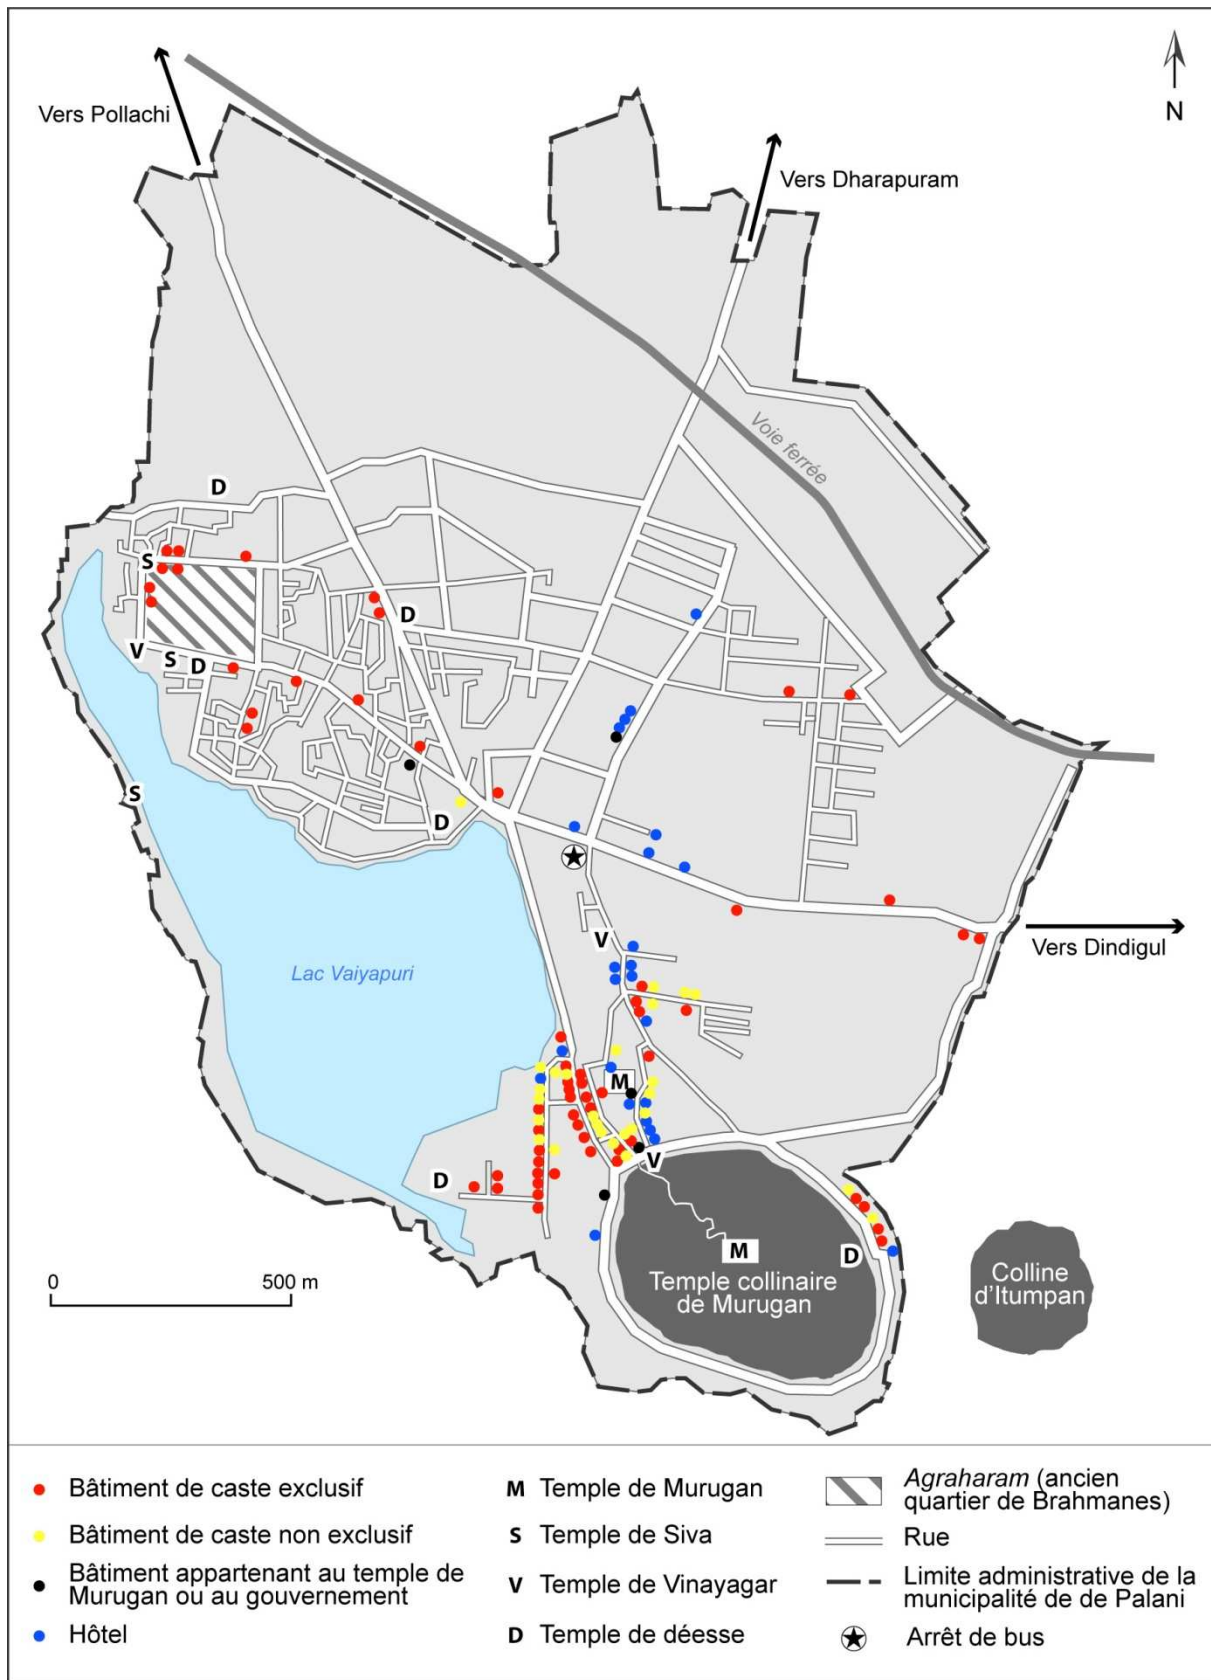 Vers Pollachi
N
Vers Dharapuram
Voie ferrée
D
S
D
V
S
D
S
D
V
Lac Vaiyapuri
Vers Dindigul
M
V
D
M
D
Temple collinaire
de Murugan
Colline
d'Itumpan
0
500 m
Bâtiment de caste exclusif
Bâtiment de caste non exclusif
Bâtiment appartenant au temple de
Murugan ou au gouvernement
Hôtel
M Temple de Murugan
S Temple de Siva
V Temple de Vinayagar
D Temple de déesse
Agraharam (ancien
quartier de Brahmanes)
Rue
Limite administrative de la
municipalité de de Palani
Arrêt de bus